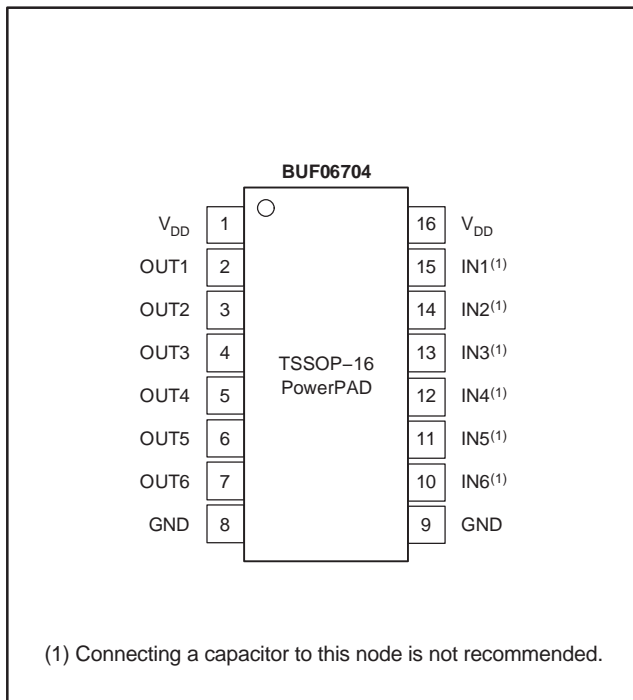 BUF06704
V_DD 1 16 V_DD
OUT1 2 15 IN1(1)
OUT2 3 14 IN2(1)
OUT3 4 13 IN3(1)
TSSOP–16
PowerPAD
OUT4 5 12 IN4(1)
OUT5 6 11 IN5(1)
OUT6 7 10 IN6(1)
GND 8 9 GND
(1) Connecting a capacitor to this node is not recommended.